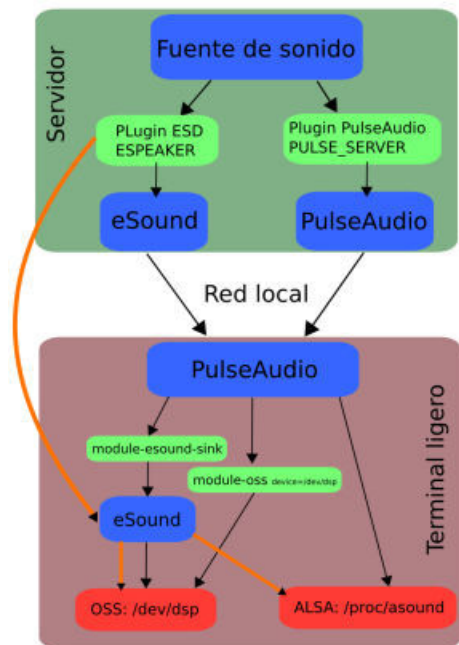 Servidor
Fuente de sonido
PLugin ESD
ESPEAKER
Plugin PulseAudio
PULSE_SERVER
eSound
PulseAudio
Red local
Terminal ligero
PulseAudio
module-esound-sink
module-oss device=/dev/dsp
eSound
OSS: /dev/dsp
ALSA: /proc/asound